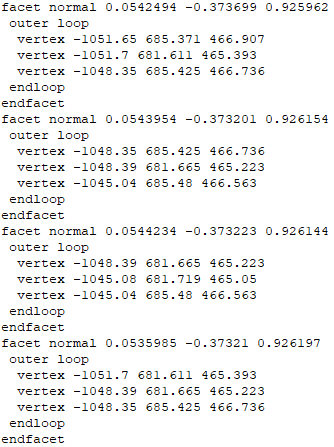 facet normal 0.0542494 -0.373699 0.925962
outer loop
vertex -1051.65 685.371 466.907
vertex -1051.7 681.611 465.393
vertex -1048.35 685.425 466.736
endloop
endfacet
facet normal 0.0543954 -0.373201 0.926154
outer loop
vertex -1048.35 685.425 466.736
vertex -1048.39 681.665 465.223
vertex -1045.04 685.48 466.563
endloop
endfacet
facet normal 0.0544234 -0.373223 0.926144
outer loop
vertex -1048.39 681.665 465.223
vertex -1045.08 681.719 465.05
vertex -1045.04 685.48 466.563
endloop
endfacet
facet normal 0.0535985 -0.37321 0.926197
outer loop
vertex -1051.7 681.611 465.393
vertex -1048.39 681.665 465.223
vertex -1048.35 685.425 466.736
endloop
endfacet